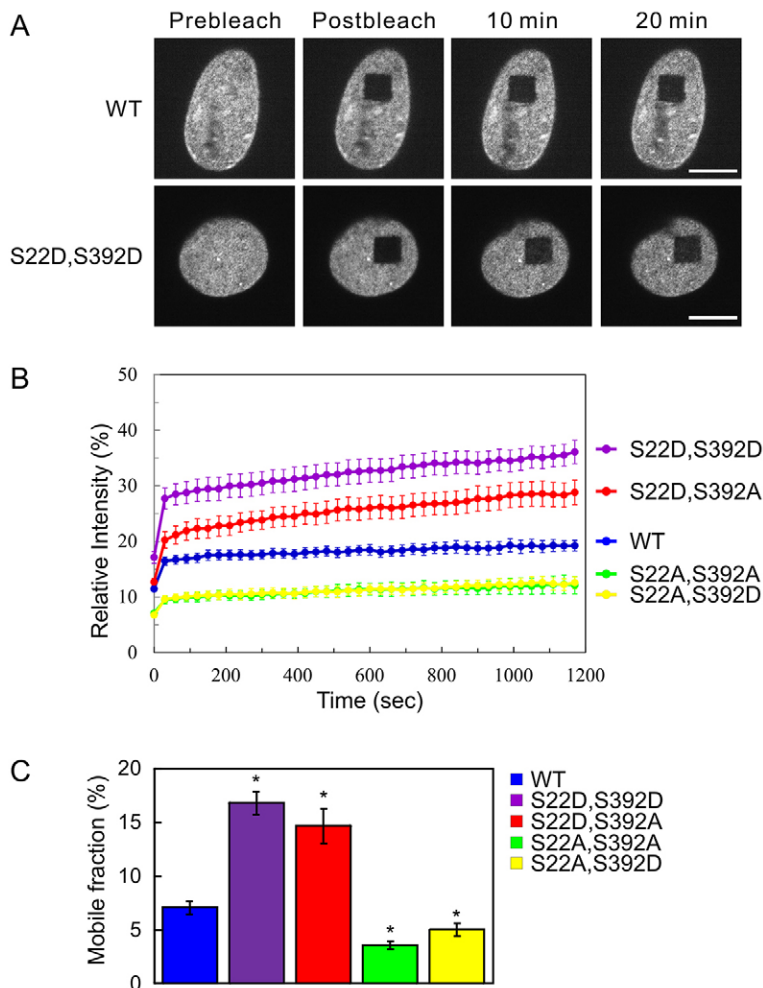 A
Prebleach Postbleach 10 min 20 min
WT
S22D,S392D
B
50
40
30
20
10
0
Relative Intensity (%)
0 200 400 600 800 1000 1200
Time (sec)
S22D,S392D
S22D,S392A
WT
S22A,S392A
S22A,S392D
C
20
15
10
5
0
Mobile fraction (%)
* * * *
WT
S22D,S392D
S22D,S392A
S22A,S392A
S22A,S392D